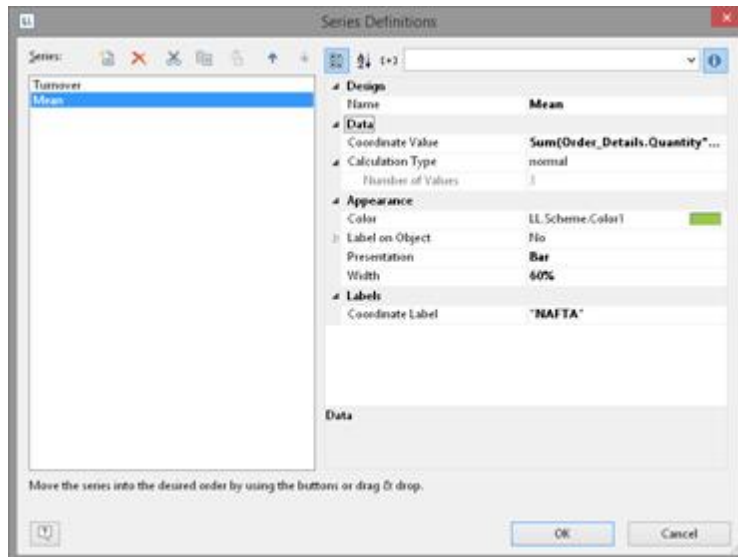 LL
Series Definitions
Series:
Turnover
Mean
Design
Name Mean
Data
Coordinate Value Sum(Order_Details.Quantity*...
Calculation Type normal
Number of Values 3
Appearance
Color LL.Scheme.Color1
Label on Object No
Presentation Bar
Width 60%
Labels
Coordinate Label "NAFTA"
Data
Move the series into the desired order by using the buttons or drag & drop.
OK Cancel